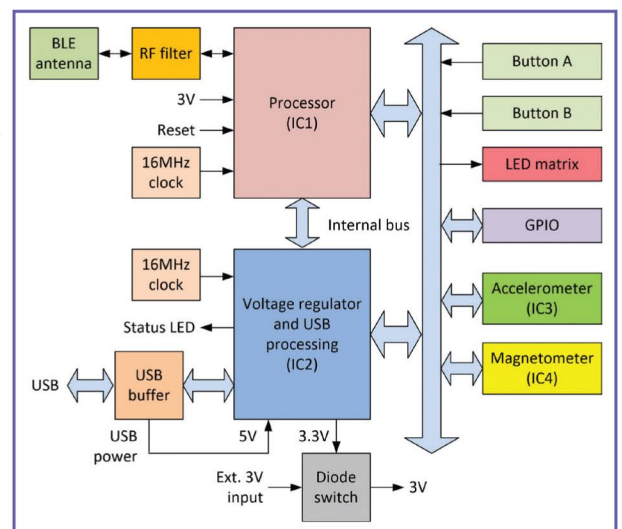 BLE
antenna
RF filter
3V
Reset
16MHz
clock
Processor
(IC1)
Button A
Button B
LED matrix
GPIO
Accelerometer
(IC3)
Magnetometer
(IC4)
Internal bus
16MHz
clock
Status LED
Voltage regulator
and USB
processing
(IC2)
USB
USB
buffer
USB
power
5V
3.3V
Ext. 3V
input
Diode
switch
3V